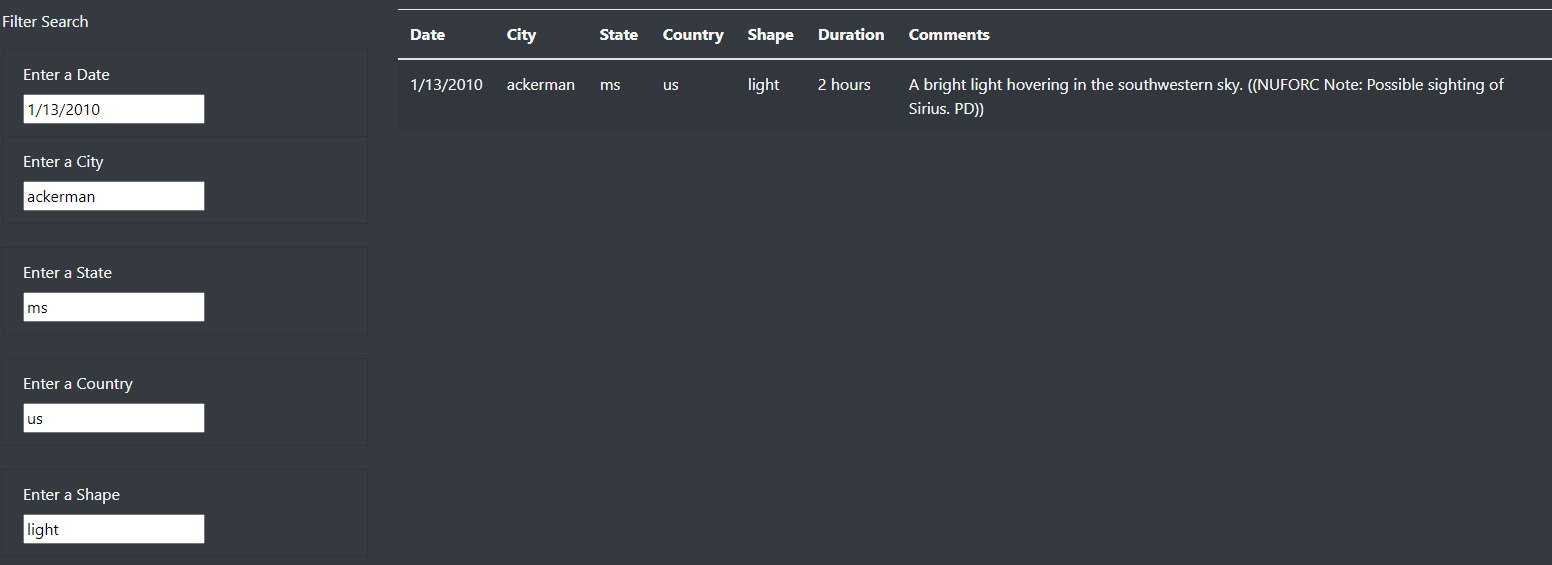 Filter Search
Enter a Date
1/13/2010
Enter a City
ackerman
Enter a State
ms
Enter a Country
us
Enter a Shape
light
Date City State Country Shape Duration Comments
1/13/2010 ackerman ms us light 2 hours A bright light hovering in the southwestern sky. ((NUFORC Note: Possible sighting of
Sirius. PD))